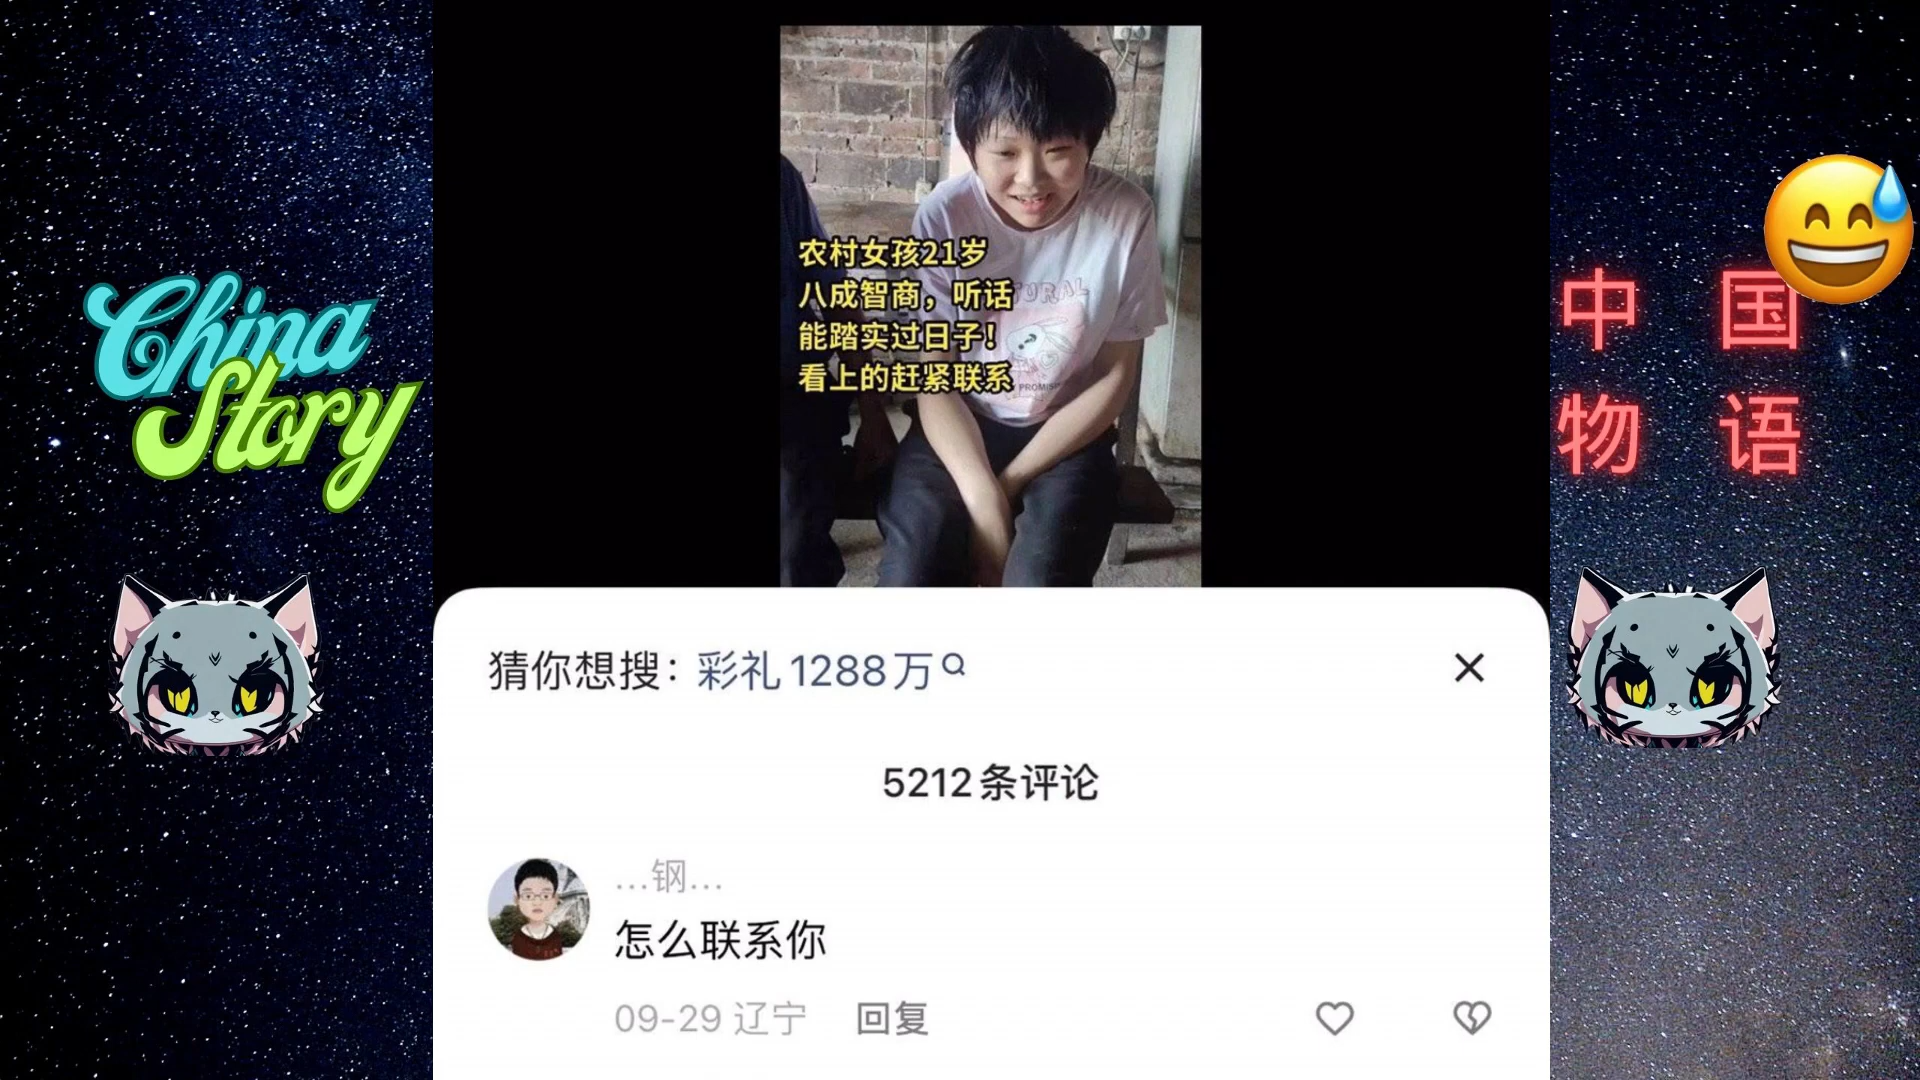 China
Story
农村女孩21岁
八成智商，听话
能踏实过日子！
看上的赶紧联系
中 国
物 语
猜你想搜：彩礼1288万
5212条评论
...钢...
怎么联系你
09-29 辽宁 回复